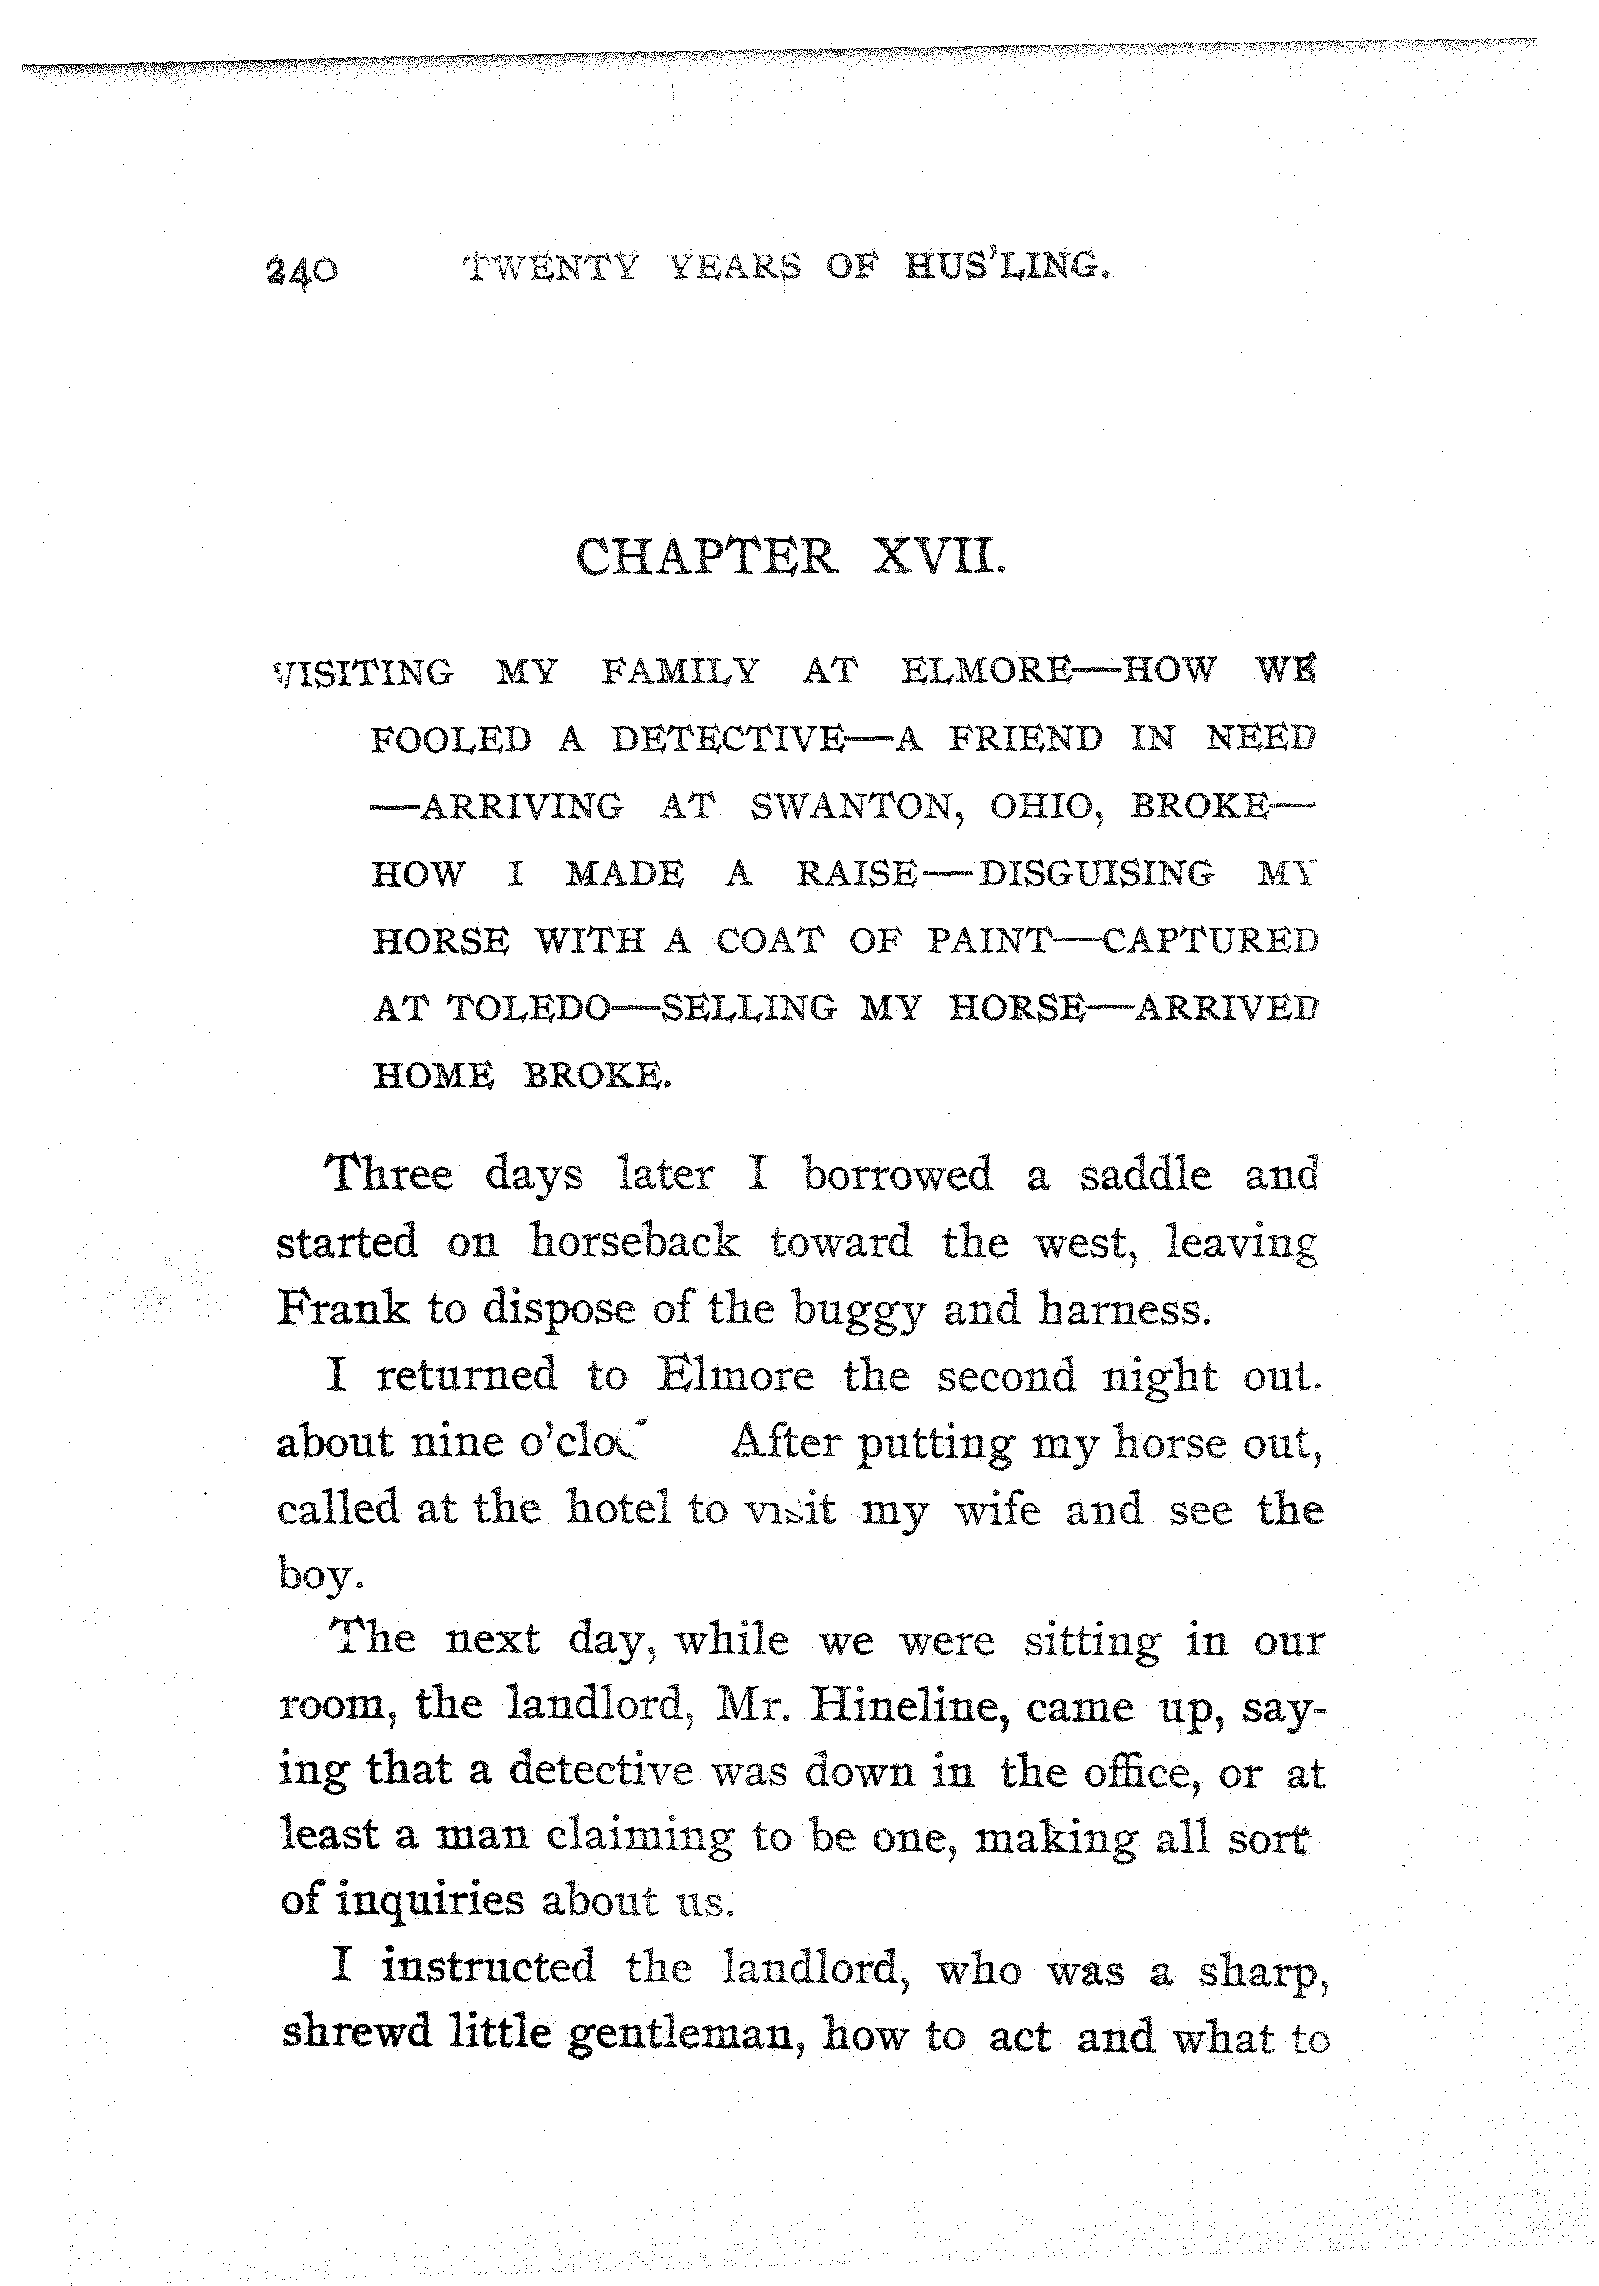 240 TWENTY YEARS OF HUS'LING.
CHAPTER XVII.
VISITING MY FAMILY AT ELMORE—HOW WE
FOOLED A DETECTIVE—A FRIEND IN NEED
—ARRIVING AT SWANTON, OHIO, BROKE—
HOW I MADE A RAISE—DISGUISING MY
HORSE WITH A COAT OF PAINT—CAPTURED
AT TOLEDO—SELLING MY HORSE—ARRIVED
HOME BROKE.
Three days later I borrowed a saddle and
started on horseback toward the west, leaving
Frank to dispose of the buggy and harness.
I returned to Elmore the second night out.
about nine After putting my horse out,
called at the hotel to visit my wife and see the
boy.
The next day, while we were sitting in our
room, the landlord, Mr. Hineline, came up, say-
ing that a detective was down in the office, or at
least a man claiming to be one, making all sort
of inquiries about us.
I instructed the landlord, who was a sharp,
shrewd little gentleman, how to act and what to